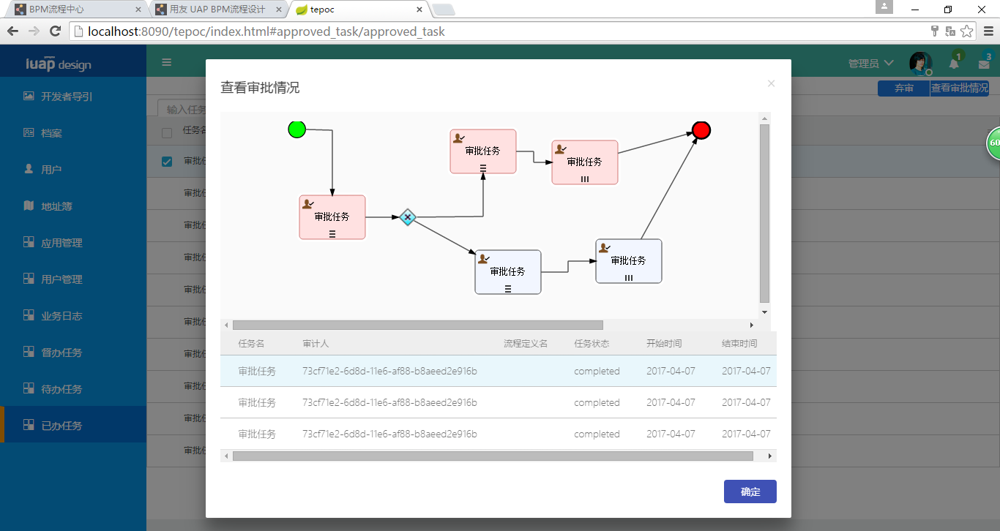 BPM流程中心
用友 UAP BPM流程设计
tepoc
localhost:8090/tepoc/index.html#approved_task/approved_task
iuap design
管理员
1
3
开发者导引
档案
用户
地址簿
应用管理
用户管理
业务日志
督办任务
待办任务
已办任务
弃审
查看审批情况
输入任务
任务名
审批任
审批任
审批任
审批任
审批任
审批任
审批任
审批任
审批任
审批任
60
查看审批情况
×
审批任务
审批任务
审批任务
审批任务
审批任务
任务名 审计人 流程定义名 任务状态 开始时间 结束时间
审批任务 73cf71e2-6d8d-11e6-af88-b8aeed2e916b completed 2017-04-07 2017-04-07
审批任务 73cf71e2-6d8d-11e6-af88-b8aeed2e916b completed 2017-04-07 2017-04-07
审批任务 73cf71e2-6d8d-11e6-af88-b8aeed2e916b completed 2017-04-07 2017-04-07
确定